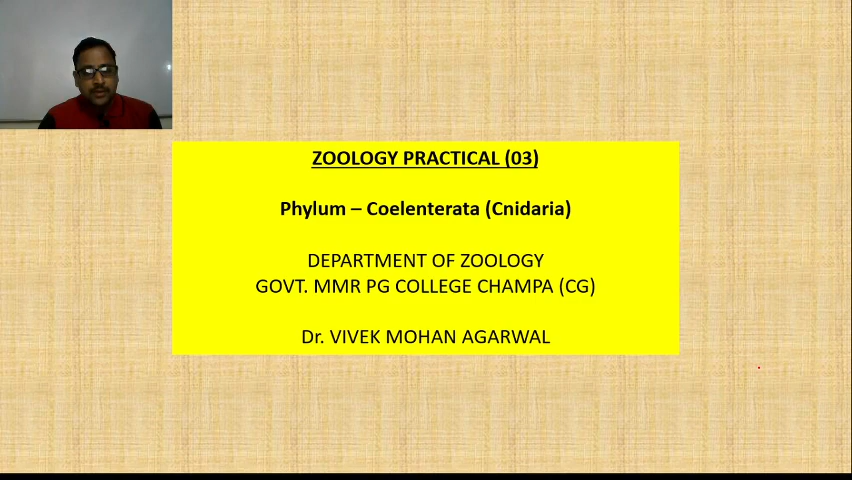 ZOOLOGY PRACTICAL (03)
Phylum – Coelenterata (Cnidaria)
DEPARTMENT OF ZOOLOGY
GOVT. MMR PG COLLEGE CHAMPA (CG)
Dr. VIVEK MOHAN AGARWAL